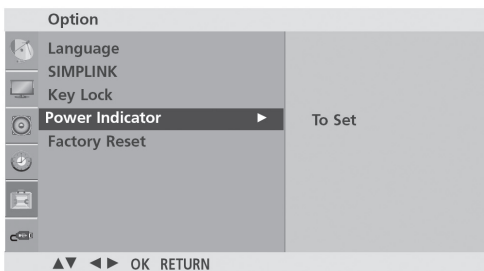 Option
Language
SIMPLINK
Key Lock
Power Indicator ► To Set
Factory Reset
▲▼ ◄► OK RETURN